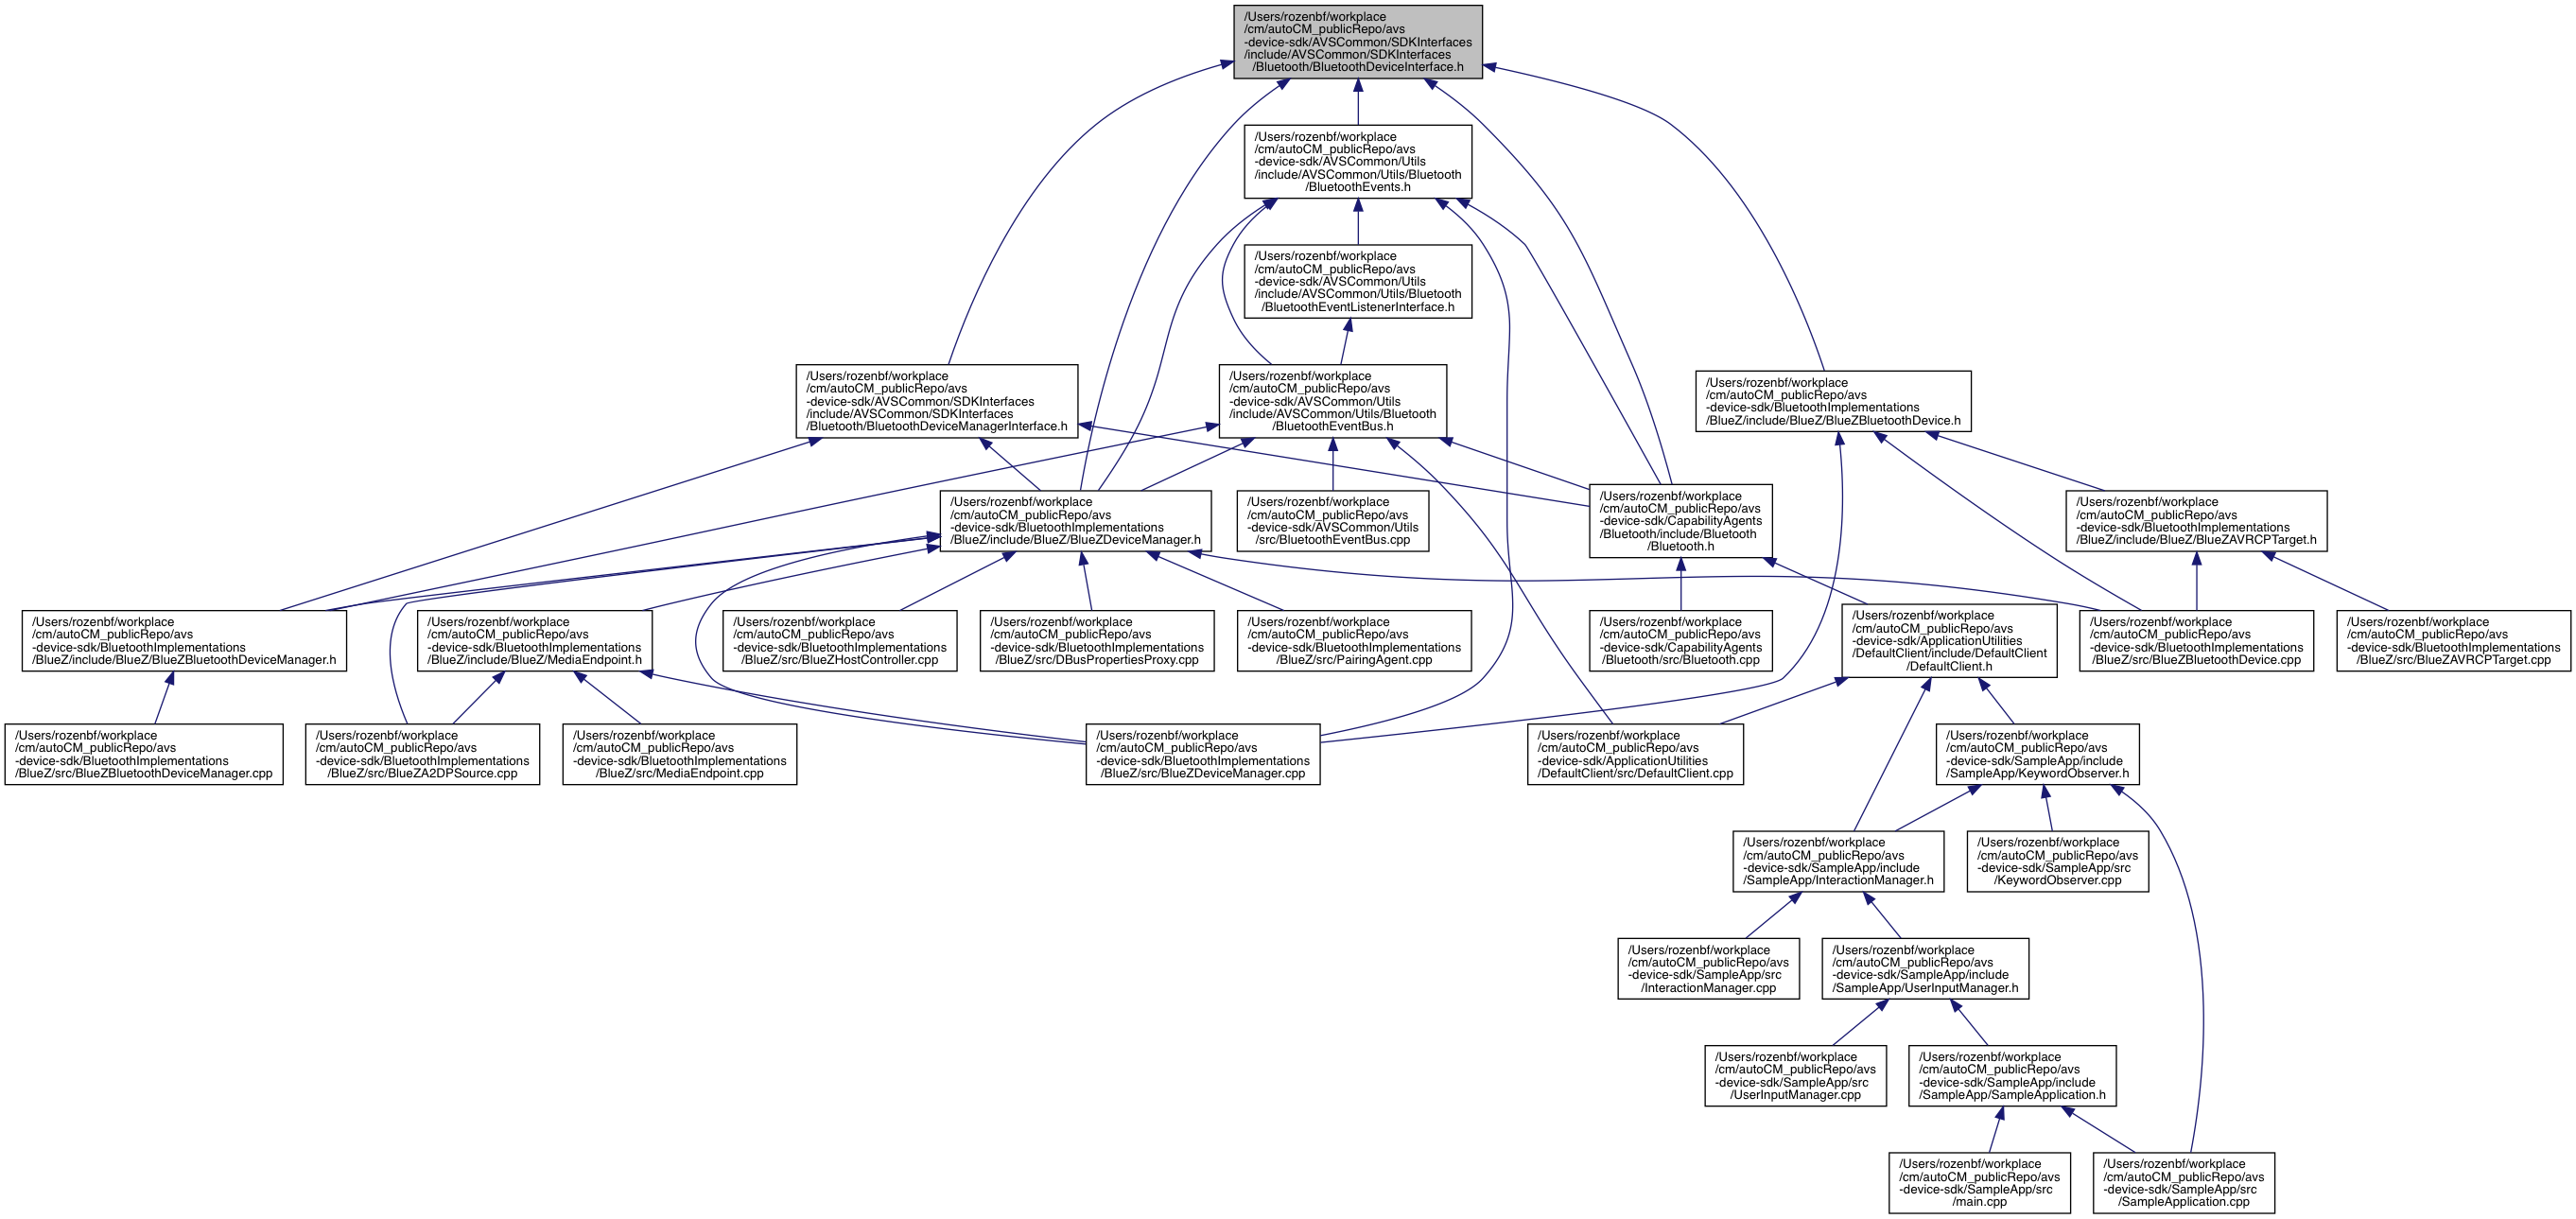 /Users/rozenbf/workplace
/cm/autoCM_publicRepo/avs
-device-sdk/AVSCommon/SDKInterfaces
/include/AVSCommon/SDKInterfaces
/Bluetooth/BluetoothDeviceInterface.h
/Users/rozenbf/workplace
/cm/autoCM_publicRepo/avs
-device-sdk/AVSCommon/Utils
/include/AVSCommon/Utils/Bluetooth
/BluetoothEvents.h
/Users/rozenbf/workplace
/cm/autoCM_publicRepo/avs
-device-sdk/AVSCommon/Utils
/include/AVSCommon/Utils/Bluetooth
/BluetoothEventListenerInterface.h
/Users/rozenbf/workplace
/cm/autoCM_publicRepo/avs
-device-sdk/AVSCommon/SDKInterfaces
/include/AVSCommon/SDKInterfaces
/Bluetooth/BluetoothDeviceManagerInterface.h
/Users/rozenbf/workplace
/cm/autoCM_publicRepo/avs
-device-sdk/AVSCommon/Utils
/include/AVSCommon/Utils/Bluetooth
/BluetoothEventBus.h
/Users/rozenbf/workplace
/cm/autoCM_publicRepo/avs
-device-sdk/BluetoothImplementations
/BlueZ/include/BlueZ/BlueZBluetoothDevice.h
/Users/rozenbf/workplace
/cm/autoCM_publicRepo/avs
-device-sdk/BluetoothImplementations
/BlueZ/include/BlueZ/BlueZDeviceManager.h
/Users/rozenbf/workplace
/cm/autoCM_publicRepo/avs
-device-sdk/AVSCommon/Utils
/src/BluetoothEventBus.cpp
/Users/rozenbf/workplace
/cm/autoCM_publicRepo/avs
-device-sdk/CapabilityAgents
/Bluetooth/include/Bluetooth
/Bluetooth.h
/Users/rozenbf/workplace
/cm/autoCM_publicRepo/avs
-device-sdk/BluetoothImplementations
/BlueZ/include/BlueZ/BlueZAVRCPTarget.h
/Users/rozenbf/workplace
/cm/autoCM_publicRepo/avs
-device-sdk/BluetoothImplementations
/BlueZ/include/BlueZ/BlueZBluetoothDeviceManager.h
/Users/rozenbf/workplace
/cm/autoCM_publicRepo/avs
-device-sdk/BluetoothImplementations
/BlueZ/include/BlueZ/MediaEndpoint.h
/Users/rozenbf/workplace
/cm/autoCM_publicRepo/avs
-device-sdk/BluetoothImplementations
/BlueZ/src/BlueZHostController.cpp
/Users/rozenbf/workplace
/cm/autoCM_publicRepo/avs
-device-sdk/BluetoothImplementations
/BlueZ/src/DBusPropertiesProxy.cpp
/Users/rozenbf/workplace
/cm/autoCM_publicRepo/avs
-device-sdk/BluetoothImplementations
/BlueZ/src/PairingAgent.cpp
/Users/rozenbf/workplace
/cm/autoCM_publicRepo/avs
-device-sdk/CapabilityAgents
/Bluetooth/src/Bluetooth.cpp
/Users/rozenbf/workplace
/cm/autoCM_publicRepo/avs
-device-sdk/ApplicationUtilities
/DefaultClient/include/DefaultClient
/DefaultClient.h
/Users/rozenbf/workplace
/cm/autoCM_publicRepo/avs
-device-sdk/BluetoothImplementations
/BlueZ/src/BlueZBluetoothDevice.cpp
/Users/rozenbf/workplace
/cm/autoCM_publicRepo/avs
-device-sdk/BluetoothImplementations
/BlueZ/src/BlueZAVRCPTarget.cpp
/Users/rozenbf/workplace
/cm/autoCM_publicRepo/avs
-device-sdk/BluetoothImplementations
/BlueZ/src/BlueZBluetoothDeviceManager.cpp
/Users/rozenbf/workplace
/cm/autoCM_publicRepo/avs
-device-sdk/BluetoothImplementations
/BlueZ/src/BlueZA2DPSource.cpp
/Users/rozenbf/workplace
/cm/autoCM_publicRepo/avs
-device-sdk/BluetoothImplementations
/BlueZ/src/MediaEndpoint.cpp
/Users/rozenbf/workplace
/cm/autoCM_publicRepo/avs
-device-sdk/BluetoothImplementations
/BlueZ/src/BlueZDeviceManager.cpp
/Users/rozenbf/workplace
/cm/autoCM_publicRepo/avs
-device-sdk/ApplicationUtilities
/DefaultClient/src/DefaultClient.cpp
/Users/rozenbf/workplace
/cm/autoCM_publicRepo/avs
-device-sdk/SampleApp/include
/SampleApp/KeywordObserver.h
/Users/rozenbf/workplace
/cm/autoCM_publicRepo/avs
-device-sdk/SampleApp/include
/SampleApp/InteractionManager.h
/Users/rozenbf/workplace
/cm/autoCM_publicRepo/avs
-device-sdk/SampleApp/src
/KeywordObserver.cpp
/Users/rozenbf/workplace
/cm/autoCM_publicRepo/avs
-device-sdk/SampleApp/src
/InteractionManager.cpp
/Users/rozenbf/workplace
/cm/autoCM_publicRepo/avs
-device-sdk/SampleApp/include
/SampleApp/UserInputManager.h
/Users/rozenbf/workplace
/cm/autoCM_publicRepo/avs
-device-sdk/SampleApp/src
/UserInputManager.cpp
/Users/rozenbf/workplace
/cm/autoCM_publicRepo/avs
-device-sdk/SampleApp/include
/SampleApp/SampleApplication.h
/Users/rozenbf/workplace
/cm/autoCM_publicRepo/avs
-device-sdk/SampleApp/src
/main.cpp
/Users/rozenbf/workplace
/cm/autoCM_publicRepo/avs
-device-sdk/SampleApp/src
/SampleApplication.cpp